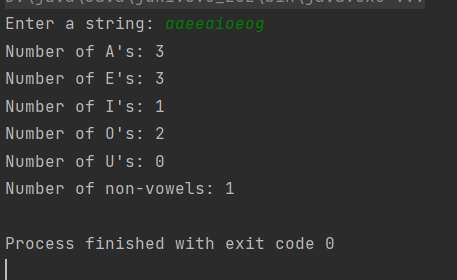 Enter a string: aaeeaioeog
Number of A's: 3
Number of E's: 3
Number of I's: 1
Number of O's: 2
Number of U's: 0
Number of non-vowels: 1
Process finished with exit code 0